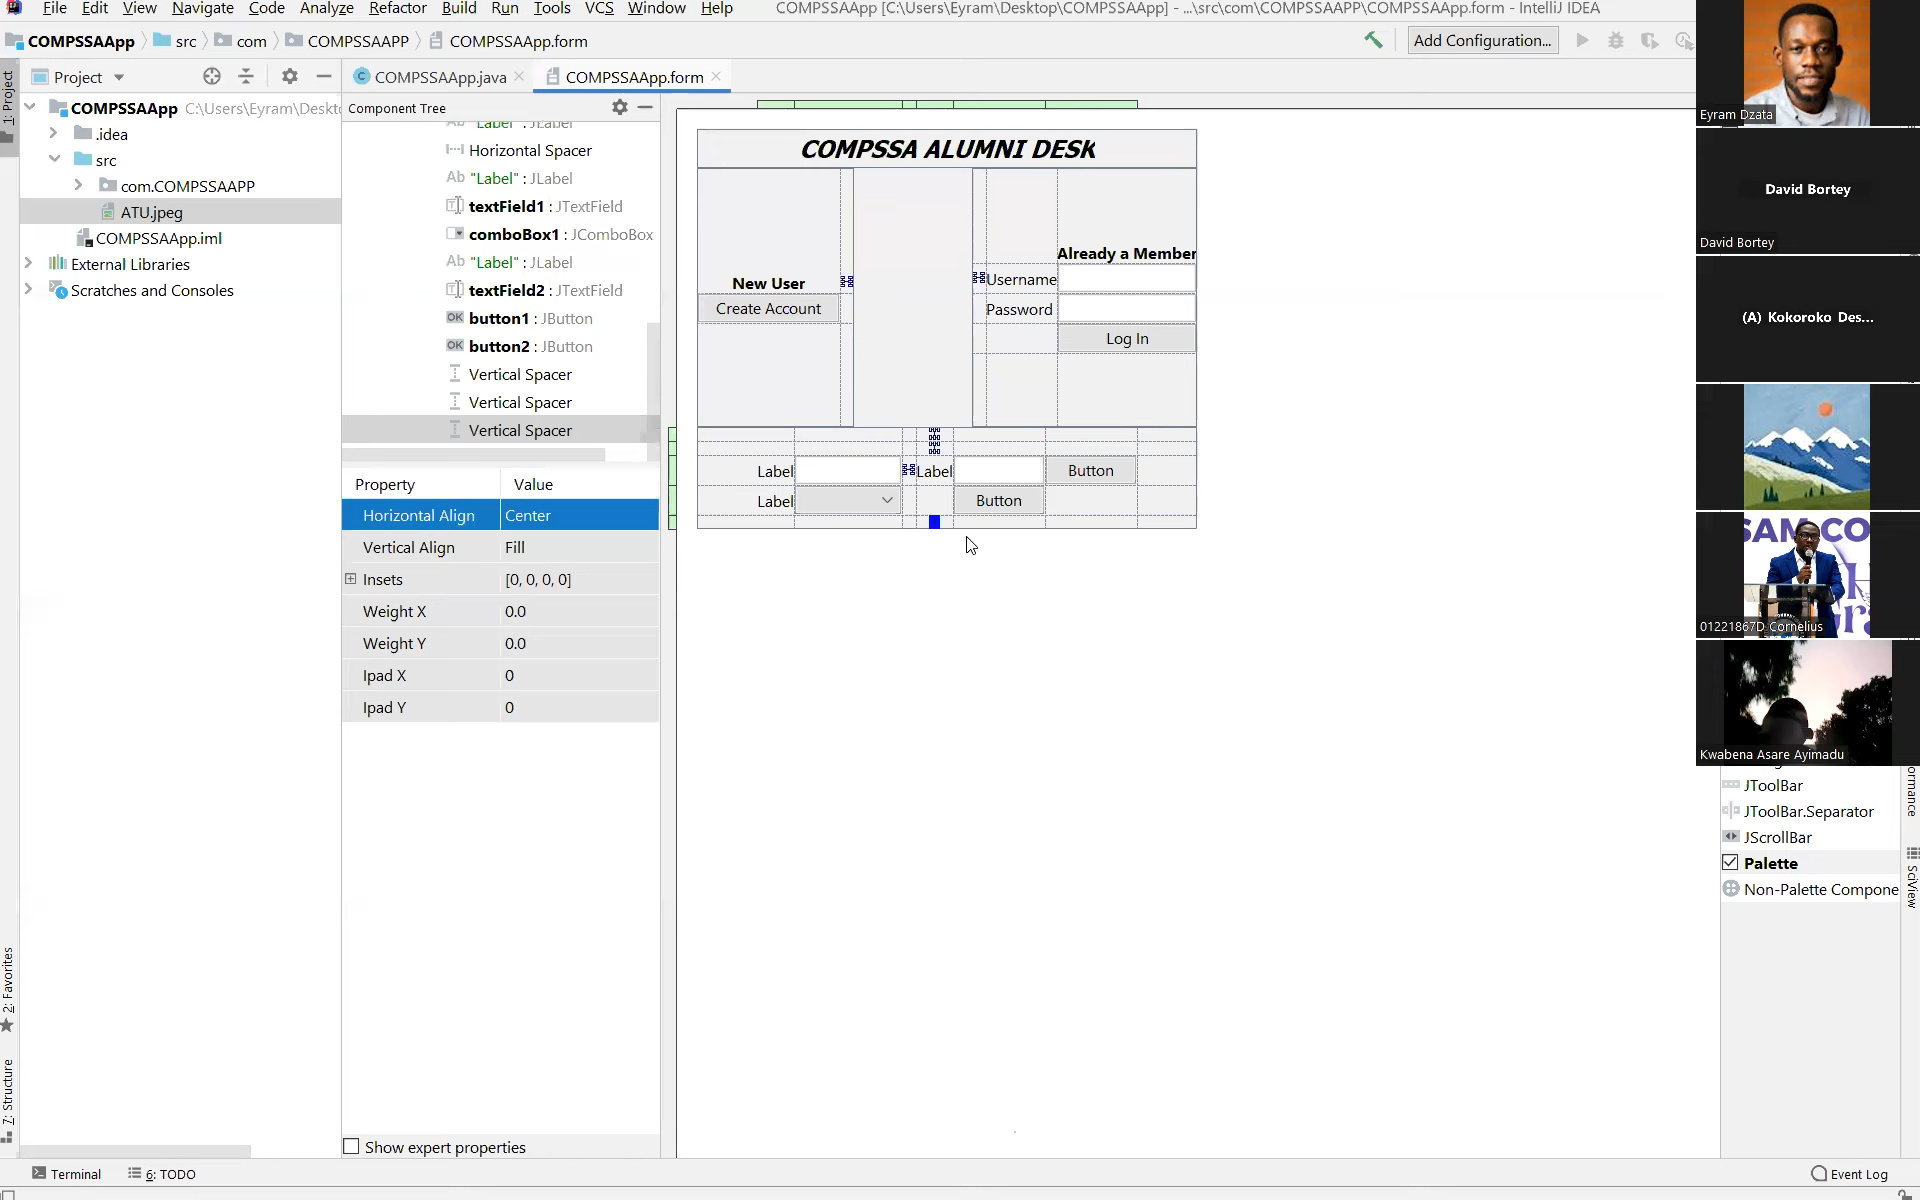 File Edit View Navigate Code Analyze Refactor Build Run Tools VCS Window Help COMPSSAApp [C:\Users\Eyram\Desktop\COMPSSAApp] - ...\src\com\COMPSSAAPP\COMPSSAApp.form - IntelliJ IDEA
COMPSSAApp src com COMPSSAAPP COMPSSAApp.form Add Configuration...
Project COMPSSAApp.java COMPSSAApp.form
1: Project
COMPSSAApp C:\Users\Eyram\Deskt
.idea
src
com.COMPSSAAPP
ATU.jpeg
COMPSSAApp.iml
External Libraries
Scratches and Consoles
2: Favorites
7: Structure
Component Tree
"Label" : JLabel
Horizontal Spacer
"Label" : JLabel
textField1 : JTextField
comboBox1 : JComboBox
"Label" : JLabel
textField2 : JTextField
button1 : JButton
button2 : JButton
Vertical Spacer
Vertical Spacer
Vertical Spacer
Property Value
Horizontal Align Center
Vertical Align Fill
Insets [0, 0, 0, 0]
Weight X 0.0
Weight Y 0.0
Ipad X 0
Ipad Y 0
Show expert properties
COMPSSA ALUMNI DESK
Already a Member
New User Username
Create Account Password
Log In
Label Label Button
Label Button
Eyram Dzata
David Bortey
David Bortey
(A) Kokoroko Des...
SAM CO
01221867D Cornelius
Kwabena Asare Ayimadu
JToolBar
JToolBar.Separator
JScrollBar
Palette
Non-Palette Compone
ormance
SciView
Terminal 6: TODO Event Log